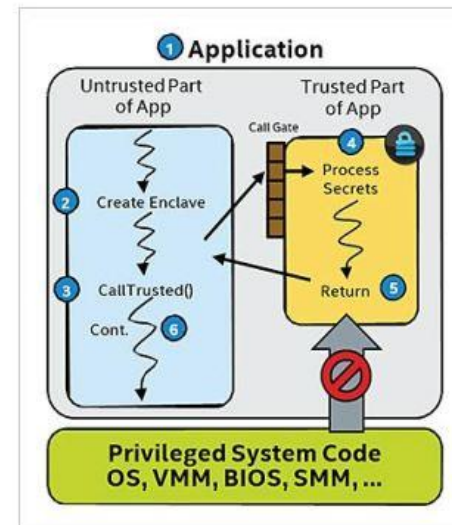 1 Application
Untrusted Part
of App
Trusted Part
of App
Call Gate
2 Create Enclave
3 CallTrusted()
Cont. 6
4
Process
Secrets
Return 5
Privileged System Code
OS, VMM, BIOS, SMM, ...